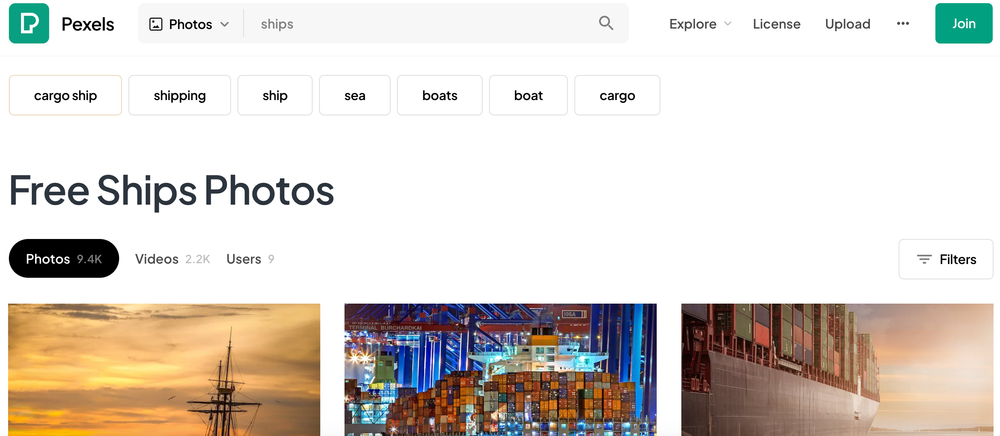 Pexels Photos ships Explore License Upload ••• Join
cargo ship shipping ship sea boats boat cargo
Free Ships Photos
Photos 9.4K Videos 2.2K Users 9 Filters
TERMINAL BURCHARDKAI